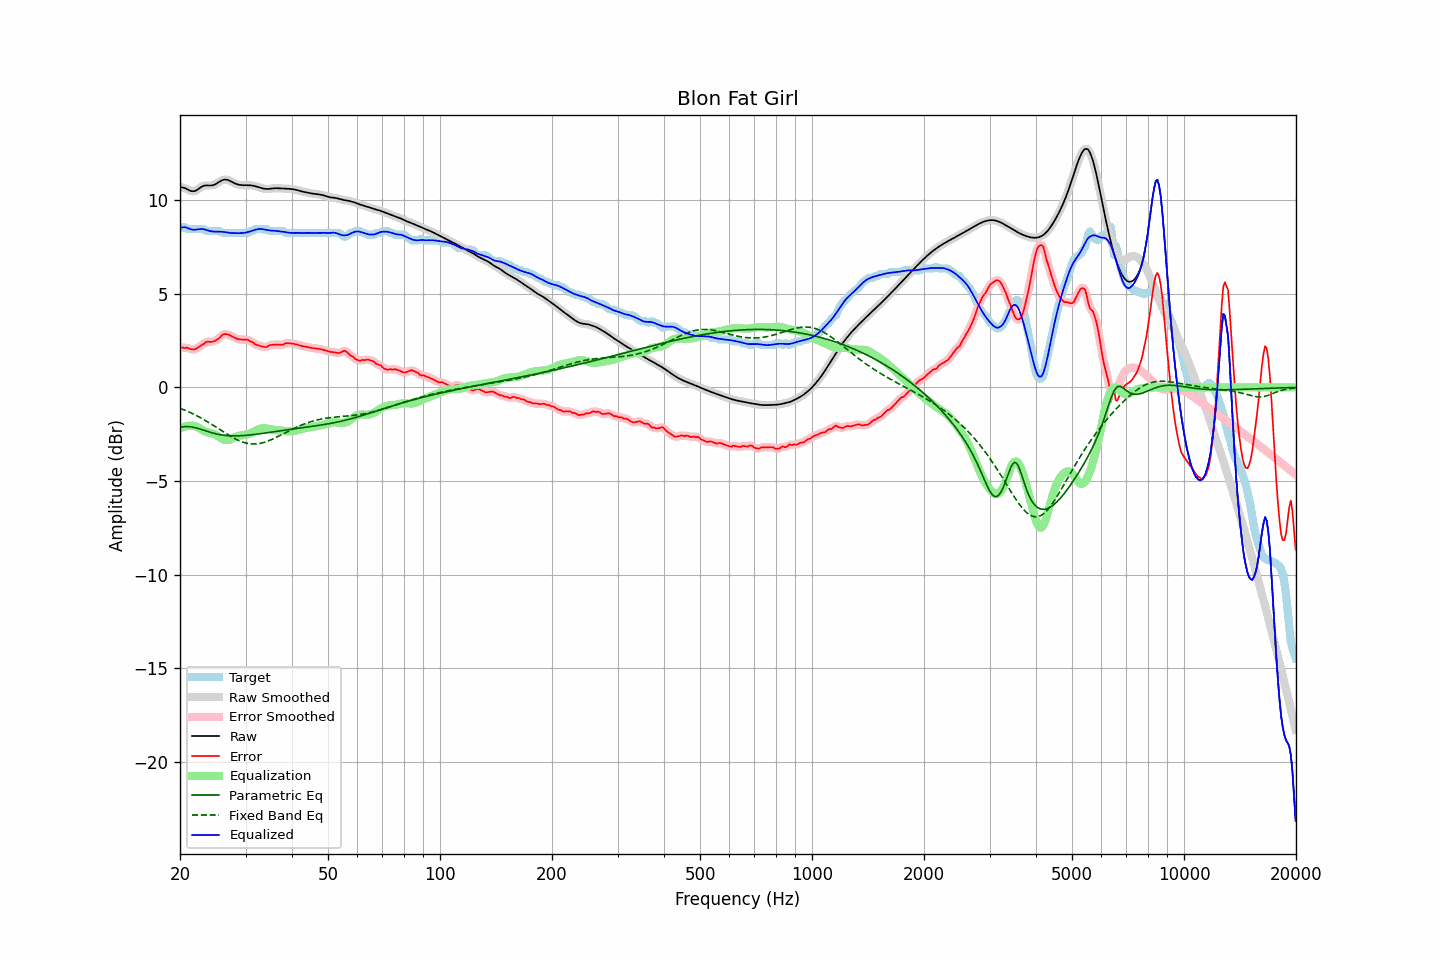 Blon Fat Girl
Amplitude (dBr)
10
5
0
−5
−10
−15
−20
Target
Raw Smoothed
Error Smoothed
Raw
Error
Equalization
Parametric Eq
Fixed Band Eq
Equalized
20 50 100 200 500 1000 2000 5000 10000 20000
Frequency (Hz)